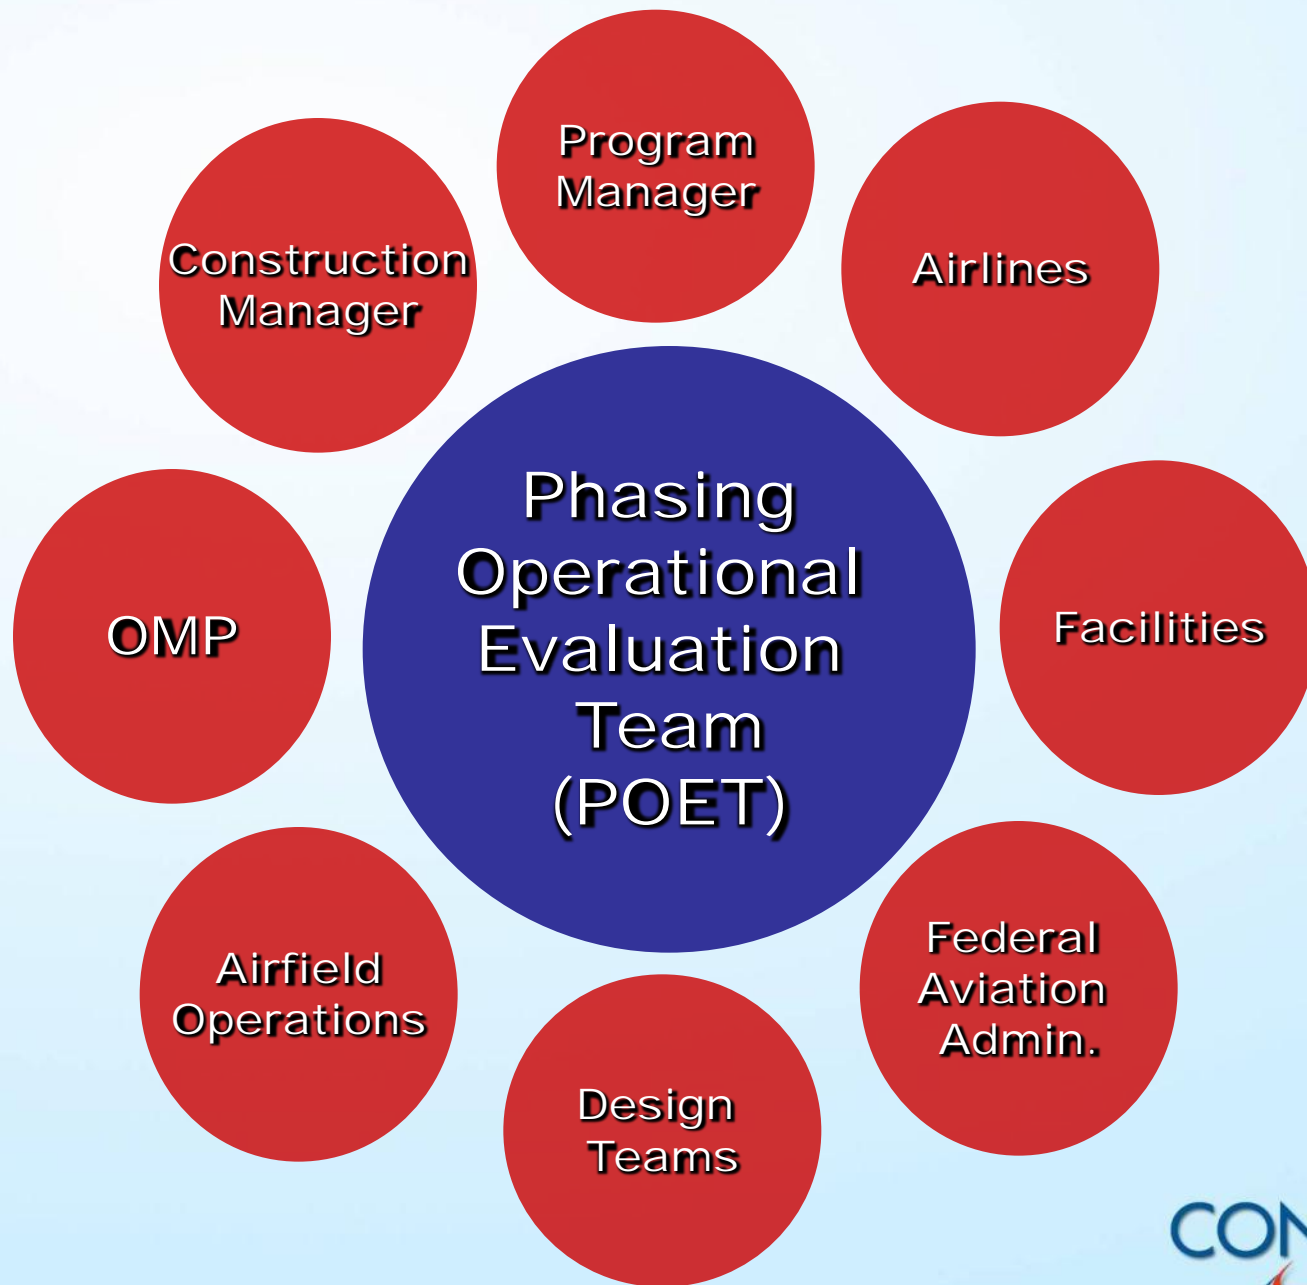 Program
Manager
Construction
Manager
Airlines
Phasing
Operational
Evaluation
Team
(POET)
OMP
Facilities
Airfield
Operations
Federal
Aviation
Admin.
Design
Teams